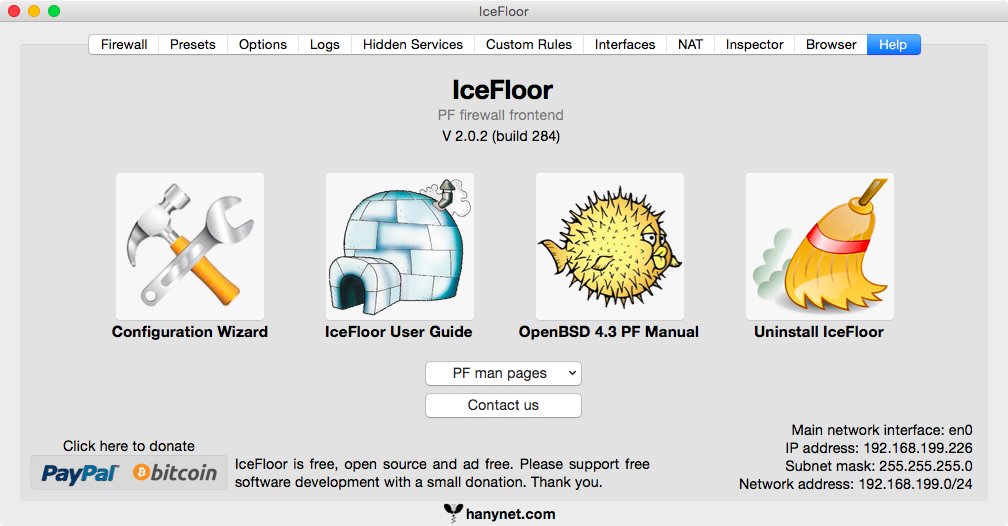 IceFloor
Firewall Presets Options Logs Hidden Services Custom Rules Interfaces NAT Inspector Browser Help
IceFloor
PF firewall frontend
V 2.0.2 (build 284)
Configuration Wizard
IceFloor User Guide
OpenBSD 4.3 PF Manual
Uninstall IceFloor
PF man pages
Contact us
Click here to donate
PayPal bitcoin
IceFloor is free, open source and ad free. Please support free
software development with a small donation. Thank you.
Main network interface: en0
IP address: 192.168.199.226
Subnet mask: 255.255.255.0
Network address: 192.168.199.0/24
hanynet.com